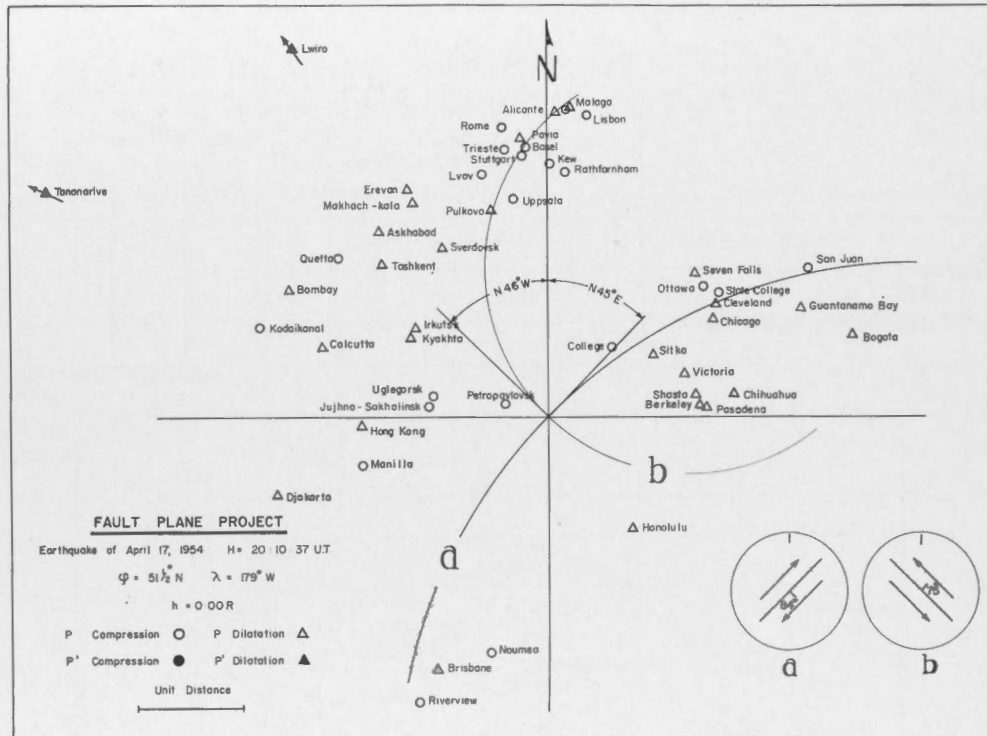 Lwiro
N
Alicante
Malaga
Lisbon
Rome
Pavia
Trieste
Basel
Stuttgart
Kew
Rathfarnham
Lvov
Tananarive
Erevan
Makhach-kala
Uppsala
Pulkovo
Askhabad
Sverdlovsk
Quetta
Tashkent
San Juan
Seven Falls
Ottawa
State College
N46°W
N45°E
Bombay
Cleveland
Guantanamo Bay
Chicago
Kodaikanal
Irkutsk
Kyakhta
Bogota
Calcutta
College
Sitka
Victoria
Uglegorsk
Petropavlovsk
Shasta
Chihuahua
Jujhno-Sakhalinsk
Berkeley
Pasadena
Hong Kong
Manilla
b
Djakarta
Honolulu
a
FAULT PLANE PROJECT
Earthquake of April 17, 1954 H = 20 10 37 U.T.
φ = 51½° N λ = 179° W
h = 0.00R
P Compression P Dilatation
P' Compression P' Dilatation
Unit Distance
Noumea
Brisbane
Riverview
a
b